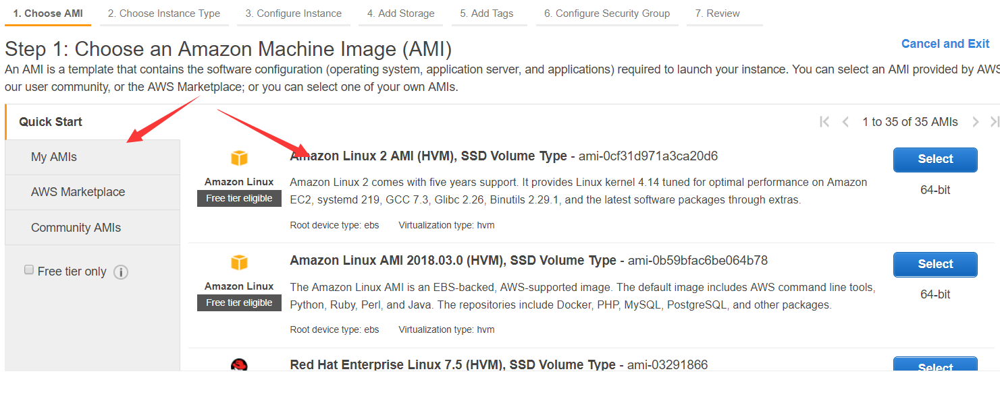 1. Choose AMI 2. Choose Instance Type 3. Configure Instance 4. Add Storage 5. Add Tags 6. Configure Security Group 7. Review
Step 1: Choose an Amazon Machine Image (AMI)
Cancel and Exit
An AMI is a template that contains the software configuration (operating system, application server, and applications) required to launch your instance. You can select an AMI provided by AWS
our user community, or the AWS Marketplace; or you can select one of your own AMIs.
Quick Start
1 to 35 of 35 AMIs
My AMIs
AWS Marketplace
Community AMIs
Free tier only
Amazon Linux
Free tier eligible
Amazon Linux 2 AMI (HVM), SSD Volume Type - ami-0cf31d971a3ca20d6
Amazon Linux 2 comes with five years support. It provides Linux kernel 4.14 tuned for optimal performance on Amazon
EC2, systemd 219, GCC 7.3, Glibc 2.26, Binutils 2.29.1, and the latest software packages through extras.
Root device type: ebs Virtualization type: hvm
Select
64-bit
Amazon Linux
Free tier eligible
Amazon Linux AMI 2018.03.0 (HVM), SSD Volume Type - ami-0b59bfac6be064b78
The Amazon Linux AMI is an EBS-backed, AWS-supported image. The default image includes AWS command line tools,
Python, Ruby, Perl, and Java. The repositories include Docker, PHP, MySQL, PostgreSQL, and other packages.
Root device type: ebs Virtualization type: hvm
Select
64-bit
Red Hat Enterprise Linux 7.5 (HVM), SSD Volume Type - ami-03291866
Select